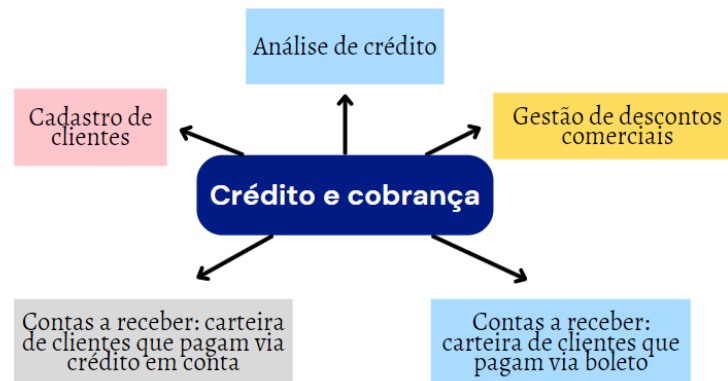 Análise de crédito
Cadastro de
clientes
Gestão de descontos
comerciais
Crédito e cobrança
Contas a receber: carteira
de clientes que pagam via
crédito em conta
Contas a receber:
carteira de clientes que
pagam via boleto